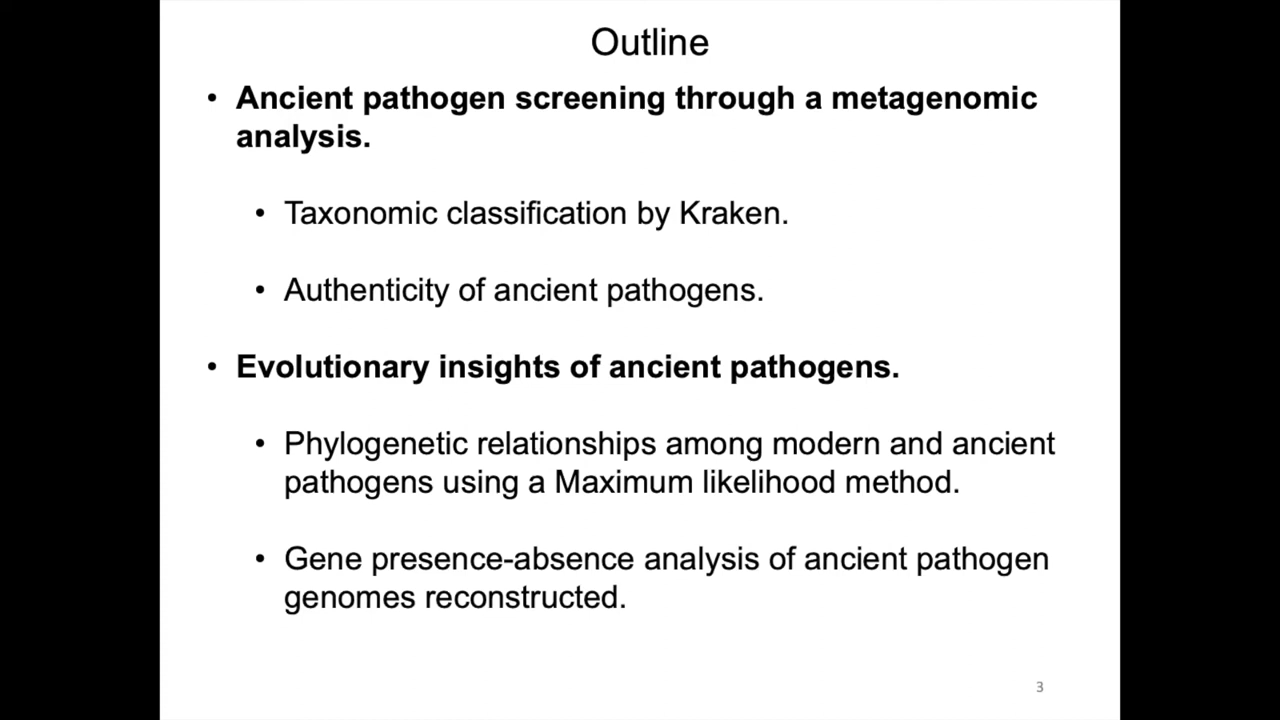 Outline
• Ancient pathogen screening through a metagenomic
analysis.
• Taxonomic classification by Kraken.
• Authenticity of ancient pathogens.
• Evolutionary insights of ancient pathogens.
• Phylogenetic relationships among modern and ancient
pathogens using a Maximum likelihood method.
• Gene presence-absence analysis of ancient pathogen
genomes reconstructed.
3